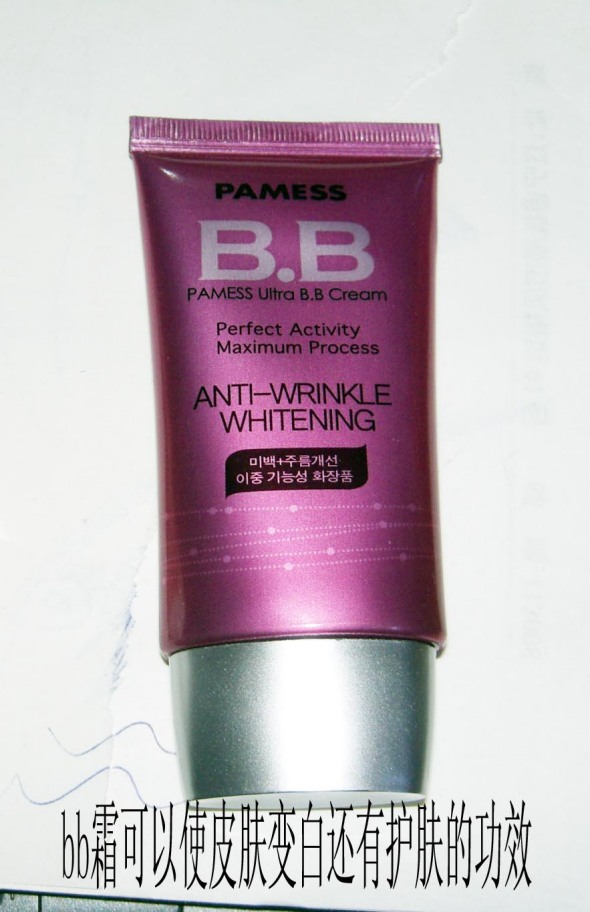 PAMESS
B.B
PAMESS Ultra B.B Cream
Perfect Activity
Maximum Process
ANTI-WRINKLE
WHITENING
미백+주름개선
이중 기능성 화장품
bb霜可以使皮肤变白还有护肤的功效